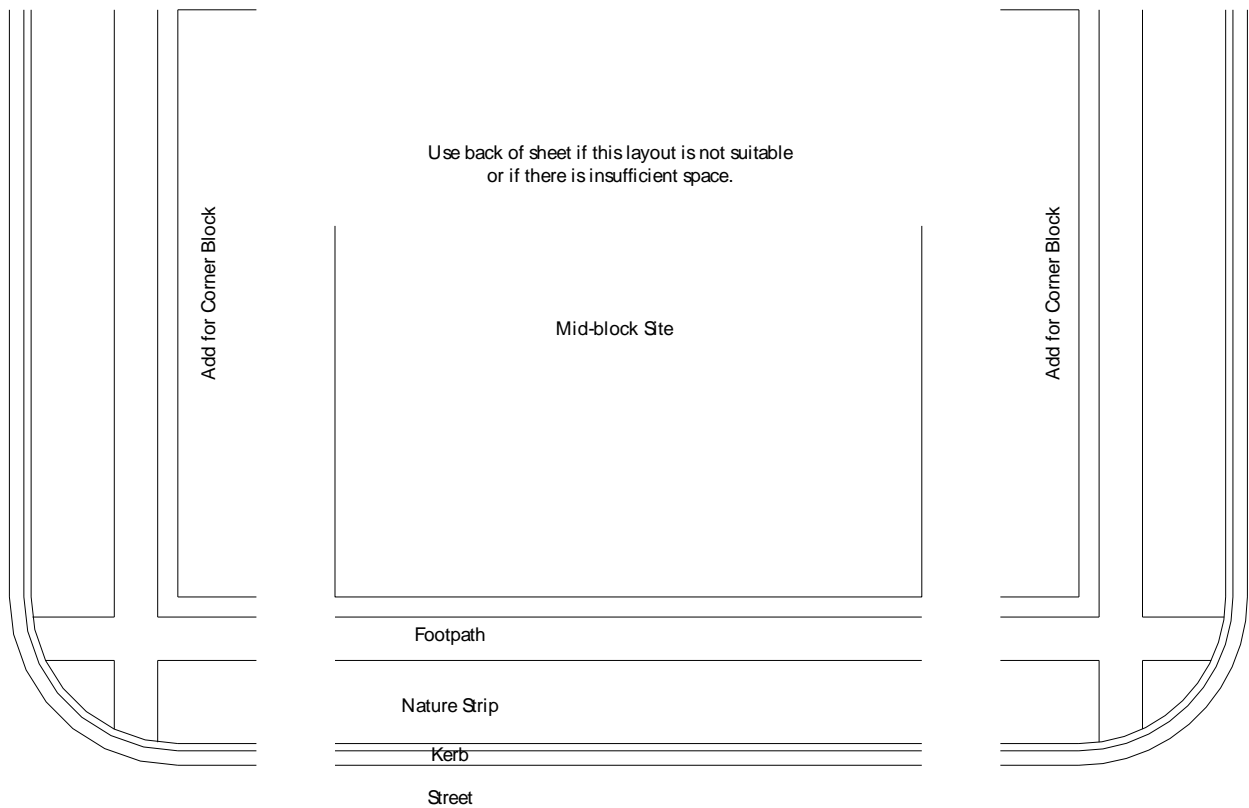 Use back of sheet if this layout is not suitable
or if there is insufficient space.
Add for Corner Block
Mid-block Site
Add for Corner Block
Footpath
Nature Strip
Kerb
Street